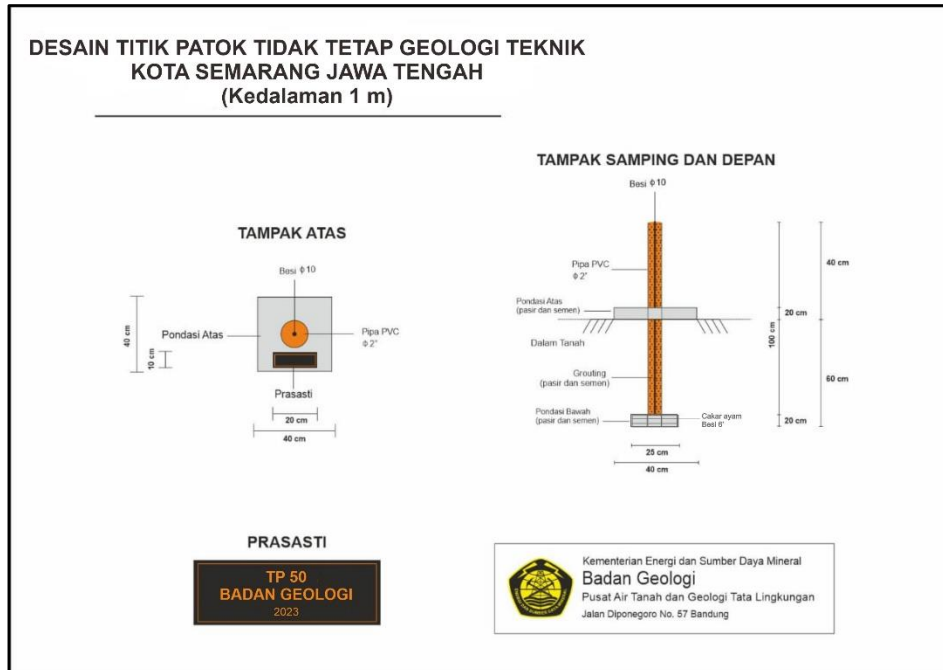 DESAIN TITIK PATOK TIDAK TETAP GEOLOGI TEKNIK
KOTA SEMARANG JAWA TENGAH
(Kedalaman 1 m)
TAMPAK ATAS
Besi ϕ10
Pondasi Atas
Pipa PVC
ϕ 2"
Prasasti
40 cm
10 cm
20 cm
40 cm
TAMPAK SAMPING DAN DEPAN
Besi ϕ10
Pipa PVC
ϕ 2"
Pondasi Atas
(pasir dan semen)
Dalam Tanah
Grouting
(pasir dan semen)
Pondasi Bawah
(pasir dan semen)
Cakar ayam
Besi 6'
40 cm
20 cm
100 cm
60 cm
20 cm
25 cm
40 cm
PRASASTI
TP 50
BADAN GEOLOGI
2023
Kementerian Energi dan Sumber Daya Mineral
Badan Geologi
Pusat Air Tanah dan Geologi Tata Lingkungan
Jalan Diponegoro No. 57 Bandung